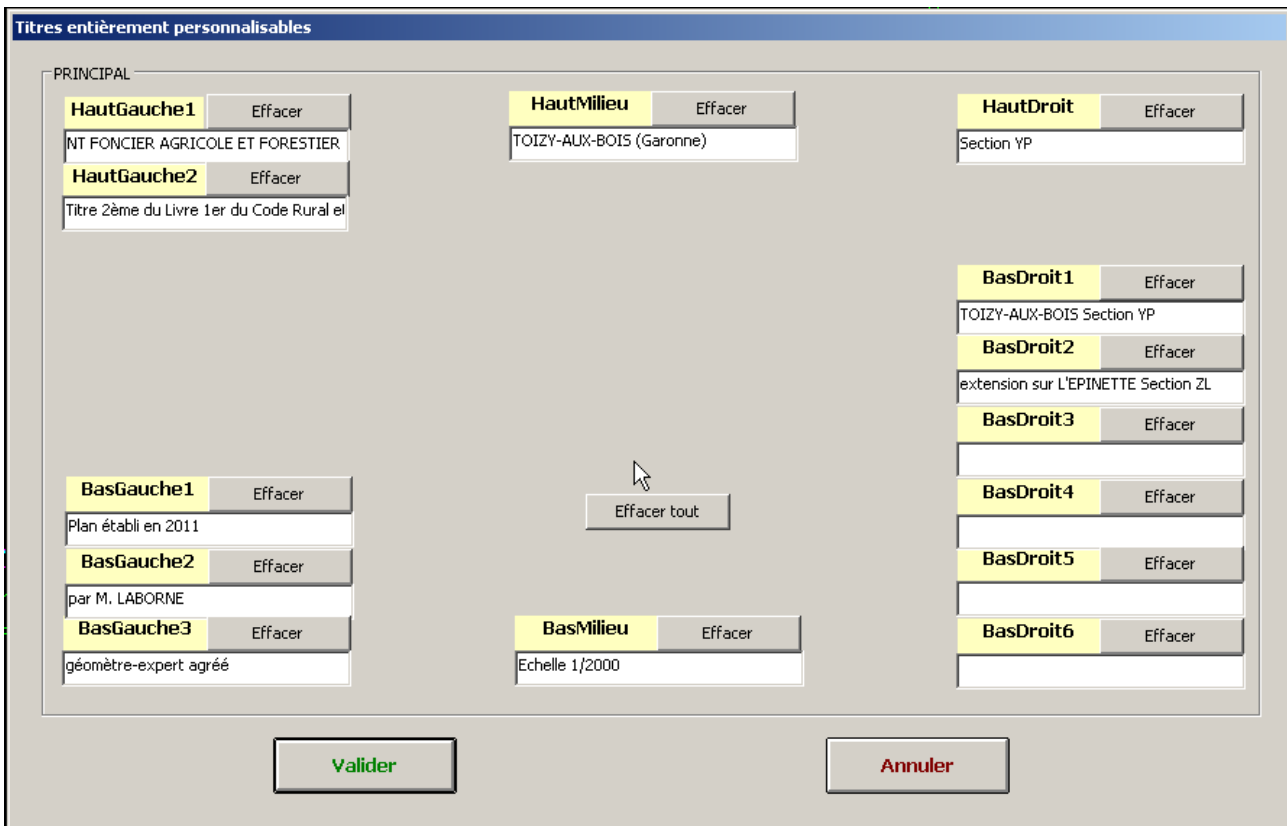 Titres entièrement personnalisables
PRINCIPAL
HautGauche1 Effacer
NT FONCIER AGRICOLE ET FORESTIER
HautGauche2 Effacer
Titre 2ème du Livre 1er du Code Rural et
HautMilieu Effacer
TOIZY-AUX-BOIS (Garonne)
HautDroit Effacer
Section YP
BasDroit1 Effacer
TOIZY-AUX-BOIS Section YP
BasDroit2 Effacer
extension sur L'EPINETTE Section ZL
BasDroit3 Effacer
BasDroit4 Effacer
BasDroit5 Effacer
BasDroit6 Effacer
BasGauche1 Effacer
Plan établi en 2011
BasGauche2 Effacer
par M. LABORNE
BasGauche3 Effacer
géomètre-expert agréé
Effacer tout
BasMilieu Effacer
Echelle 1/2000
Valider
Annuler